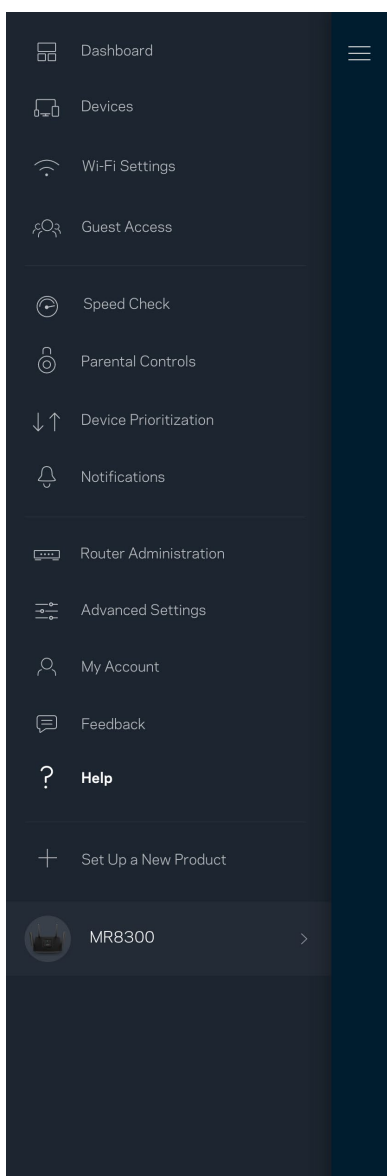 Dashboard
Devices
Wi-Fi Settings
Guest Access
Speed Check
Parental Controls
Device Prioritization
Notifications
Router Administration
Advanced Settings
My Account
Feedback
? Help
Set Up a New Product
MR8300